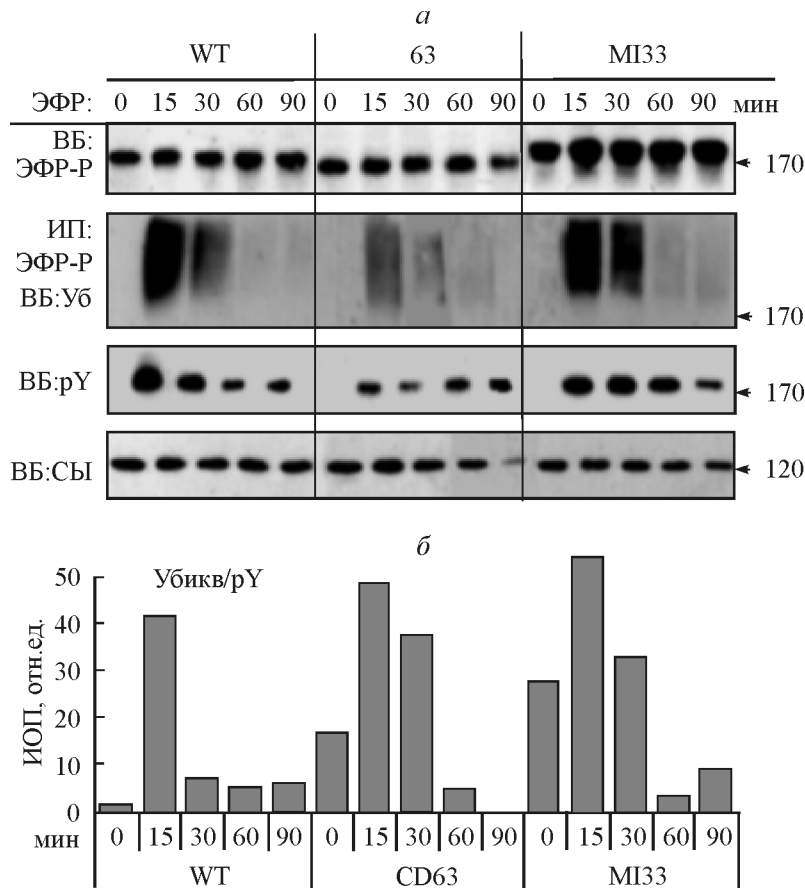 а
WT 63 MI33
ЭФР: 0 15 30 60 90 0 15 30 60 90 0 15 30 60 90 мин
ВБ:
ЭФР-Р
170
ИП:
ЭФР-Р
ВБ:Уб
170
ВБ:pY
170
ВБ:СЫ
120
б
Убикв/pY
ИОП, отн.ед.
50
40
30
20
10
0
мин 0 15 30 60 90 0 15 30 60 90 0 15 30 60 90
WT CD63 MI33